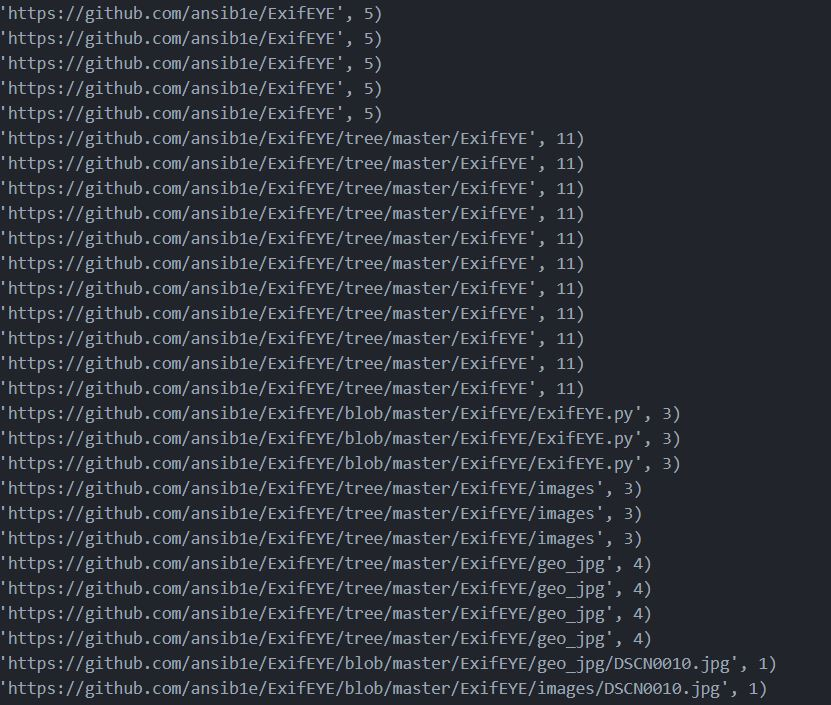 'https://github.com/ansib1e/ExifEYE', 5)
'https://github.com/ansib1e/ExifEYE', 5)
'https://github.com/ansib1e/ExifEYE', 5)
'https://github.com/ansib1e/ExifEYE', 5)
'https://github.com/ansib1e/ExifEYE', 5)
'https://github.com/ansib1e/ExifEYE/tree/master/ExifEYE', 11)
'https://github.com/ansib1e/ExifEYE/tree/master/ExifEYE', 11)
'https://github.com/ansib1e/ExifEYE/tree/master/ExifEYE', 11)
'https://github.com/ansib1e/ExifEYE/tree/master/ExifEYE', 11)
'https://github.com/ansib1e/ExifEYE/tree/master/ExifEYE', 11)
'https://github.com/ansib1e/ExifEYE/tree/master/ExifEYE', 11)
'https://github.com/ansib1e/ExifEYE/tree/master/ExifEYE', 11)
'https://github.com/ansib1e/ExifEYE/tree/master/ExifEYE', 11)
'https://github.com/ansib1e/ExifEYE/tree/master/ExifEYE', 11)
'https://github.com/ansib1e/ExifEYE/tree/master/ExifEYE', 11)
'https://github.com/ansib1e/ExifEYE/tree/master/ExifEYE', 11)
'https://github.com/ansib1e/ExifEYE/blob/master/ExifEYE/ExifEYE.py', 3)
'https://github.com/ansib1e/ExifEYE/blob/master/ExifEYE/ExifEYE.py', 3)
'https://github.com/ansib1e/ExifEYE/blob/master/ExifEYE/ExifEYE.py', 3)
'https://github.com/ansib1e/ExifEYE/tree/master/ExifEYE/images', 3)
'https://github.com/ansib1e/ExifEYE/tree/master/ExifEYE/images', 3)
'https://github.com/ansib1e/ExifEYE/tree/master/ExifEYE/images', 3)
'https://github.com/ansib1e/ExifEYE/tree/master/ExifEYE/geo_jpg', 4)
'https://github.com/ansib1e/ExifEYE/tree/master/ExifEYE/geo_jpg', 4)
'https://github.com/ansib1e/ExifEYE/tree/master/ExifEYE/geo_jpg', 4)
'https://github.com/ansib1e/ExifEYE/tree/master/ExifEYE/geo_jpg', 4)
'https://github.com/ansib1e/ExifEYE/blob/master/ExifEYE/geo_jpg/DSCN0010.jpg', 1)
'https://github.com/ansib1e/ExifEYE/blob/master/ExifEYE/images/DSCN0010.jpg', 1)